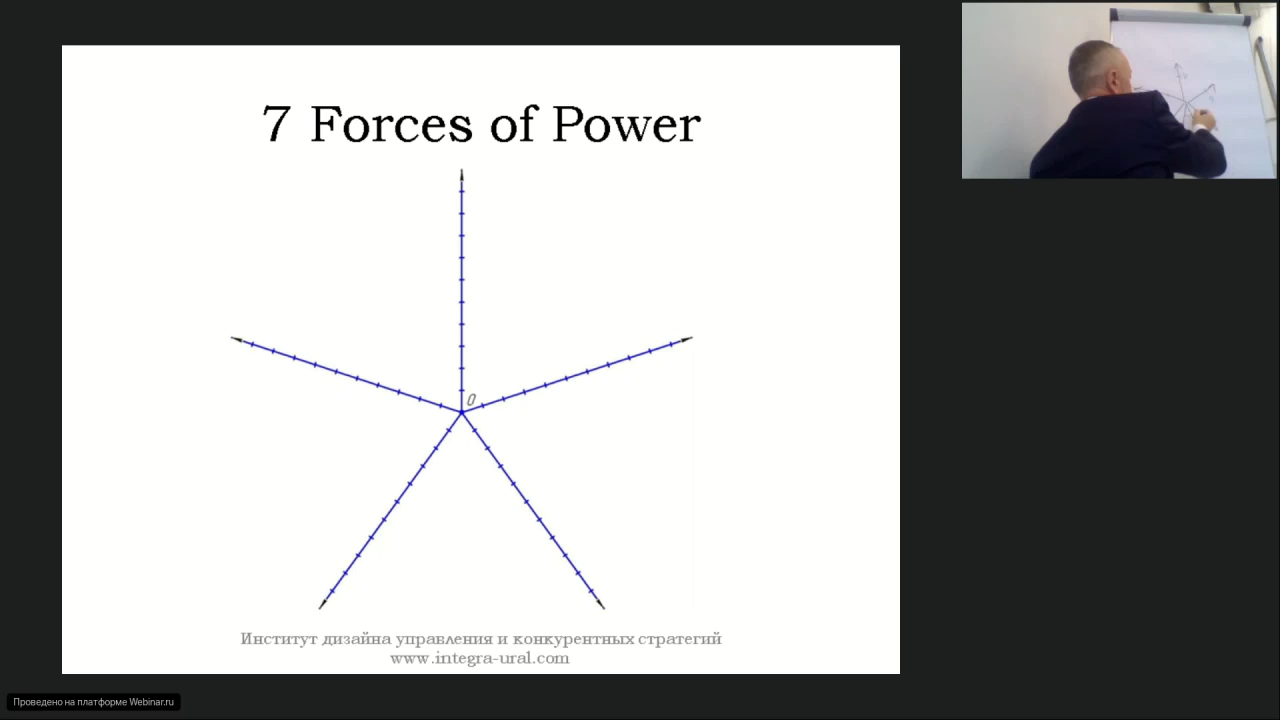 7 Forces of Power
0
Институт дизайна управления и конкурентных стратегий
www.integra-ural.com
Проведено на платформе Webinar.ru